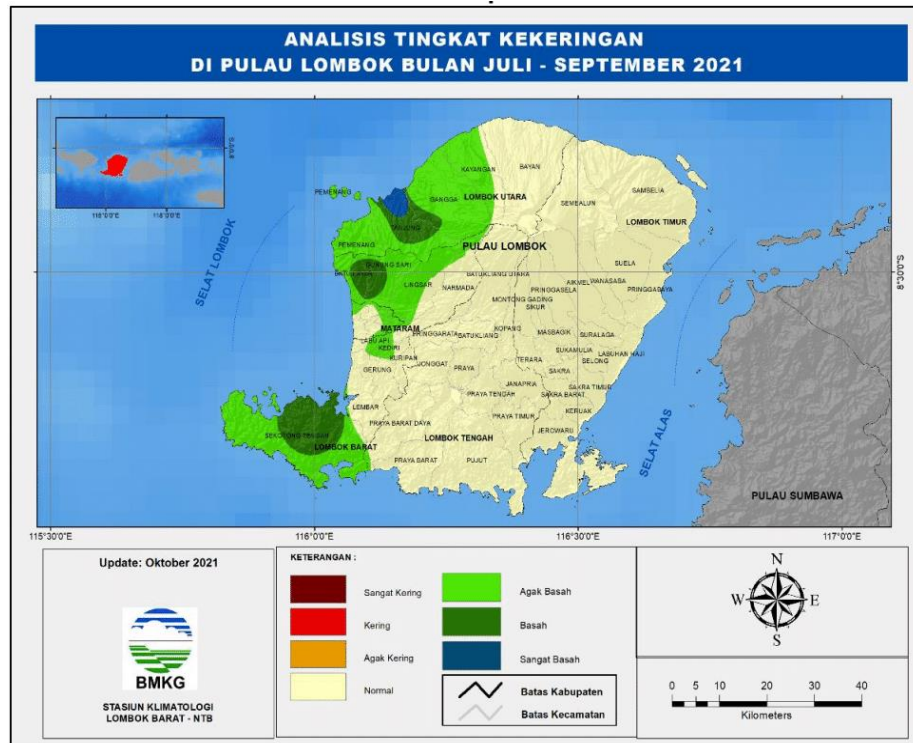 ANALISIS TINGKAT KEKERINGAN
DI PULAU LOMBOK BULAN JULI - SEPTEMBER 2021
116°0'0"E
118°0'0"E
PEMENANG
KAYANGAN
BAYAN
GANGGA
LOMBOK UTARA
SAMBELIA
SEMBALUN
LOMBOK TIMUR
TANJUNG
SELAT LOMBOK
PEMENANG
PULAU LOMBOK
GUNUNG SARI
SUELA
BATUKLIANG UTARA
LINGSAR
NARMADA
AIKMEL
WANASABA
PRINGGASELA
PRINGGABAYA
MONTONG GADING
SIKUR
8°30'0"S
MATARAM
PRINGGARATA
BATUKLIANG
KOPANG
MASBAGIK
SURALAGA
LABU API
KEDIRI
KURIPAN
JONGGAT
PRAYA
TERARA
SUKAMULIA
LABUHAN HAJI
SELONG
GERUNG
SAKRA
JANAPRIA
SAKRA TIMUR
PRAYA TENGAH
SAKRA BARAT
LEMBAR
PRAYA TIMUR
KERUAK
PRAYA BARAT DAYA
SEKOTONG TENGAH
LOMBOK BARAT
LOMBOK TENGAH
JEROWARU
PRAYA BARAT
PUJUT
SELAT ALAS
PULAU SUMBAWA
115°30'0"E
116°0'0"E
116°30'0"E
117°0'0"E
Update: Oktober 2021
BMKG
STASIUN KLIMATOLOGI
LOMBOK BARAT - NTB
KETERANGAN :
Sangat Kering
Kering
Agak Kering
Normal
Agak Basah
Basah
Sangat Basah
Batas Kabupaten
Batas Kecamatan
N
W
E
S
0 5 10 20 30 40
Kilometers